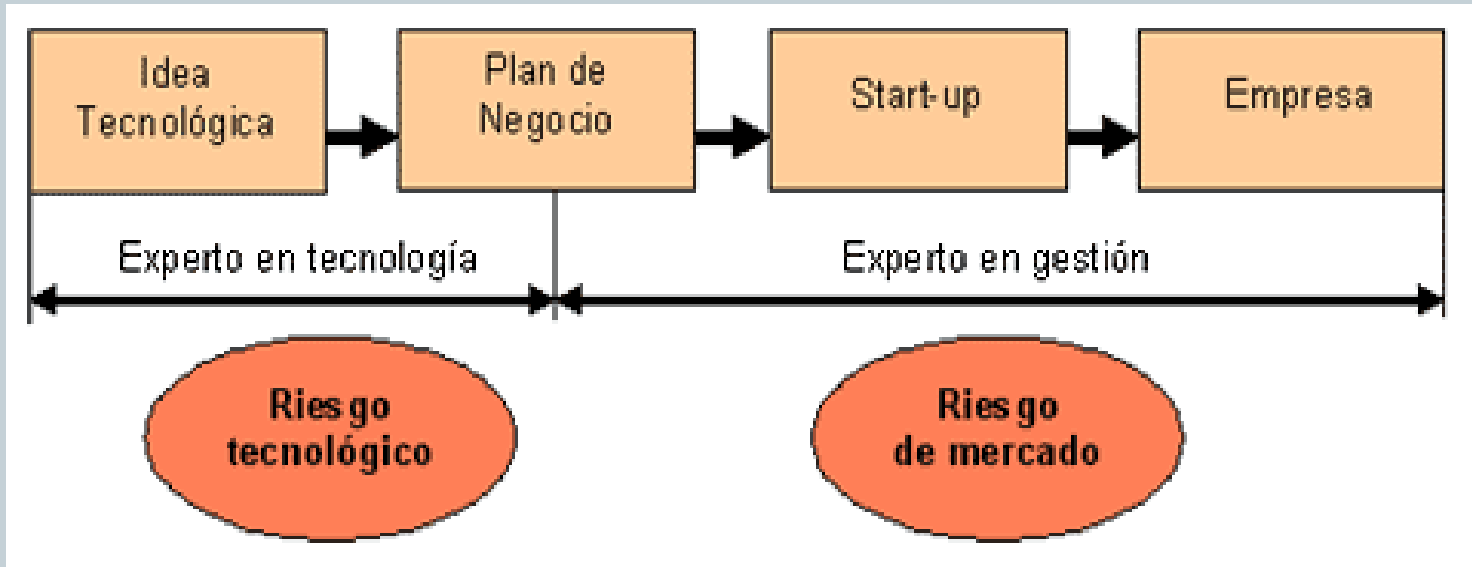 Idea
Tecnológica
Plan de
Negocio
Start-up
Empresa
Experto en tecnología
Experto en gestión
Riesgo
tecnológico
Riesgo
de mercado